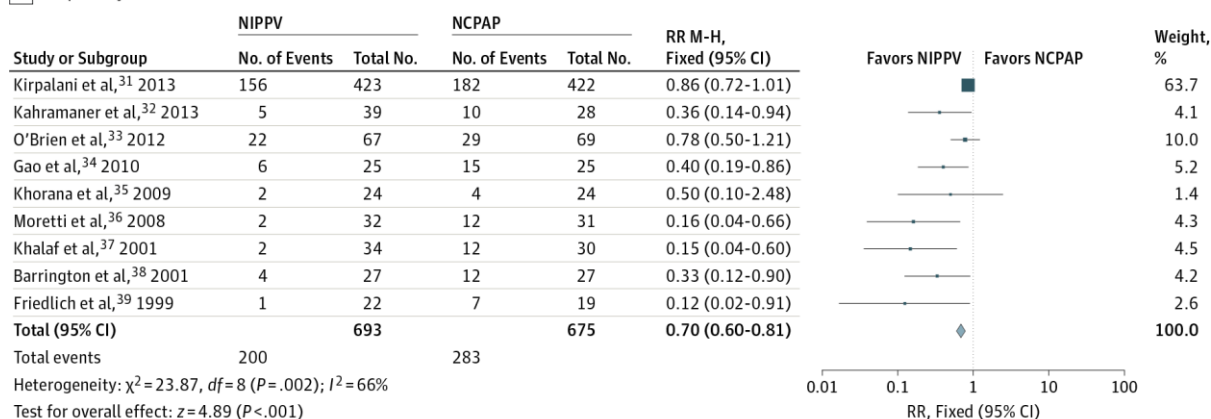 NIPPV NCPAP
Study or Subgroup No. of Events Total No. No. of Events Total No. RR M-H, Fixed (95% CI) Favors NIPPV Favors NCPAP Weight, %
Kirpalani et al,31 2013 156 423 182 422 0.86 (0.72-1.01) 63.7
Kahramaner et al,32 2013 5 39 10 28 0.36 (0.14-0.94) 4.1
O'Brien et al,33 2012 22 67 29 69 0.78 (0.50-1.21) 10.0
Gao et al,34 2010 6 25 15 25 0.40 (0.19-0.86) 5.2
Khorana et al,35 2009 2 24 4 24 0.50 (0.10-2.48) 1.4
Moretti et al,36 2008 2 32 12 31 0.16 (0.04-0.66) 4.3
Khalaf et al,37 2001 2 34 12 30 0.15 (0.04-0.60) 4.5
Barrington et al,38 2001 4 27 12 27 0.33 (0.12-0.90) 4.2
Friedlich et al,39 1999 1 22 7 19 0.12 (0.02-0.91) 2.6
Total (95% CI) 693 675 0.70 (0.60-0.81) 100.0
Total events 200 283
Heterogeneity: χ2 = 23.87, df = 8 (P = .002); I2 = 66%
Test for overall effect: z = 4.89 (P <.001)
0.01 0.1 1 10 100
RR, Fixed (95% CI)